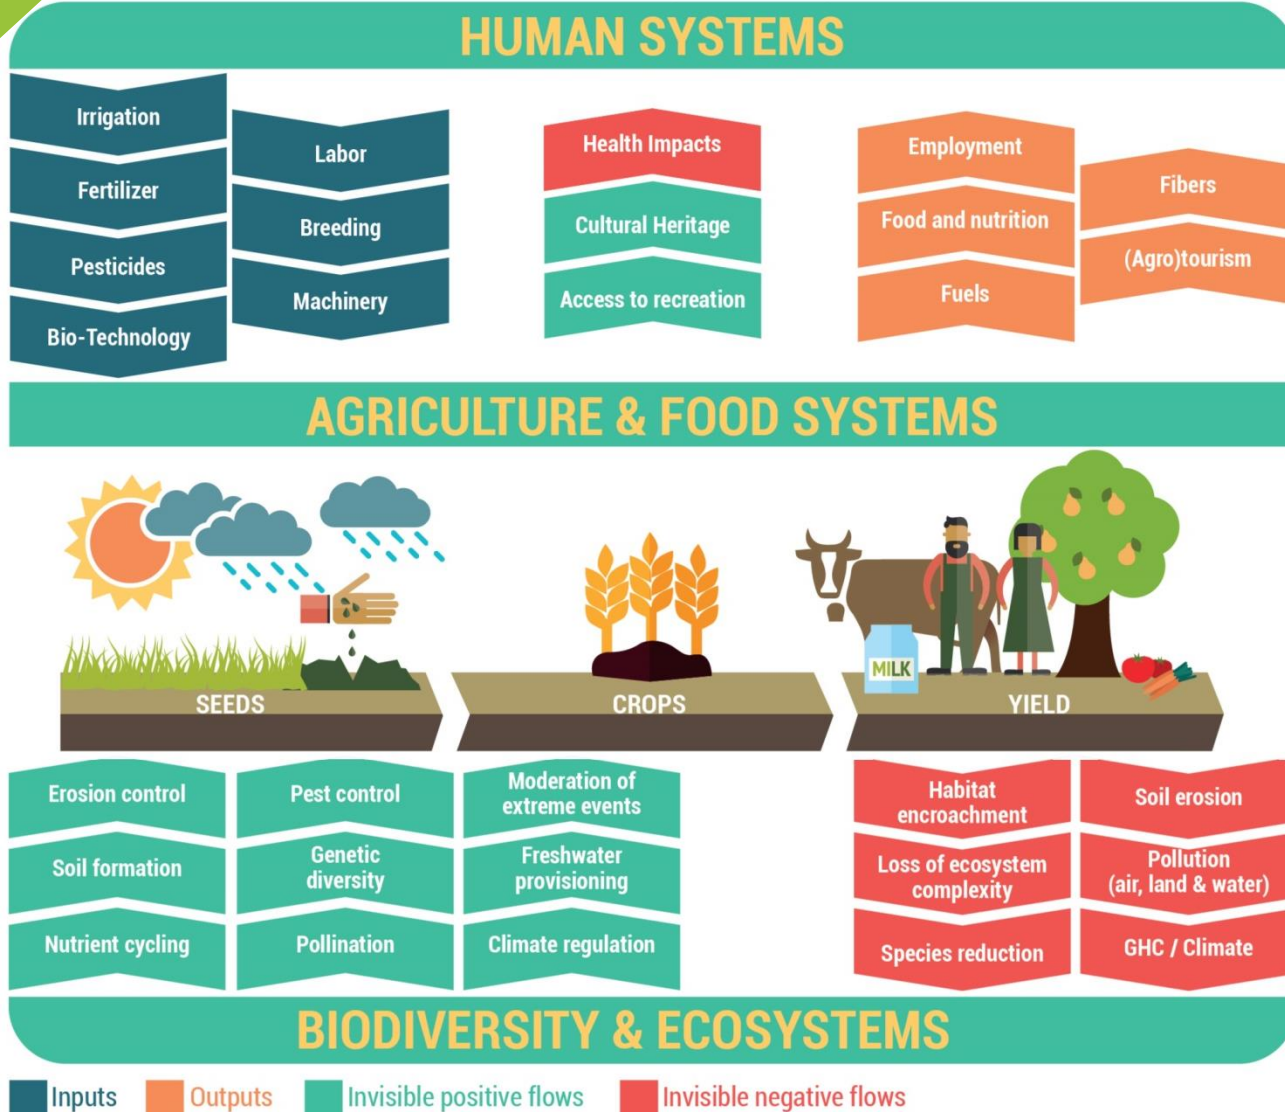 HUMAN SYSTEMS
Irrigation
Fertilizer
Pesticides
Bio-Technology
Labor
Breeding
Machinery
Health Impacts
Cultural Heritage
Access to recreation
Employment
Food and nutrition
Fuels
Fibers
(Agro)tourism
AGRICULTURE & FOOD SYSTEMS
MILK
SEEDS
CROPS
YIELD
Erosion control
Soil formation
Nutrient cycling
Pest control
Genetic
diversity
Pollination
Moderation of
extreme events
Freshwater
provisioning
Climate regulation
Habitat
encroachment
Loss of ecosystem
complexity
Species reduction
Soil erosion
Pollution
(air, land & water)
GHC / Climate
BIODIVERSITY & ECOSYSTEMS
Inputs
Outputs
Invisible positive flows
Invisible negative flows